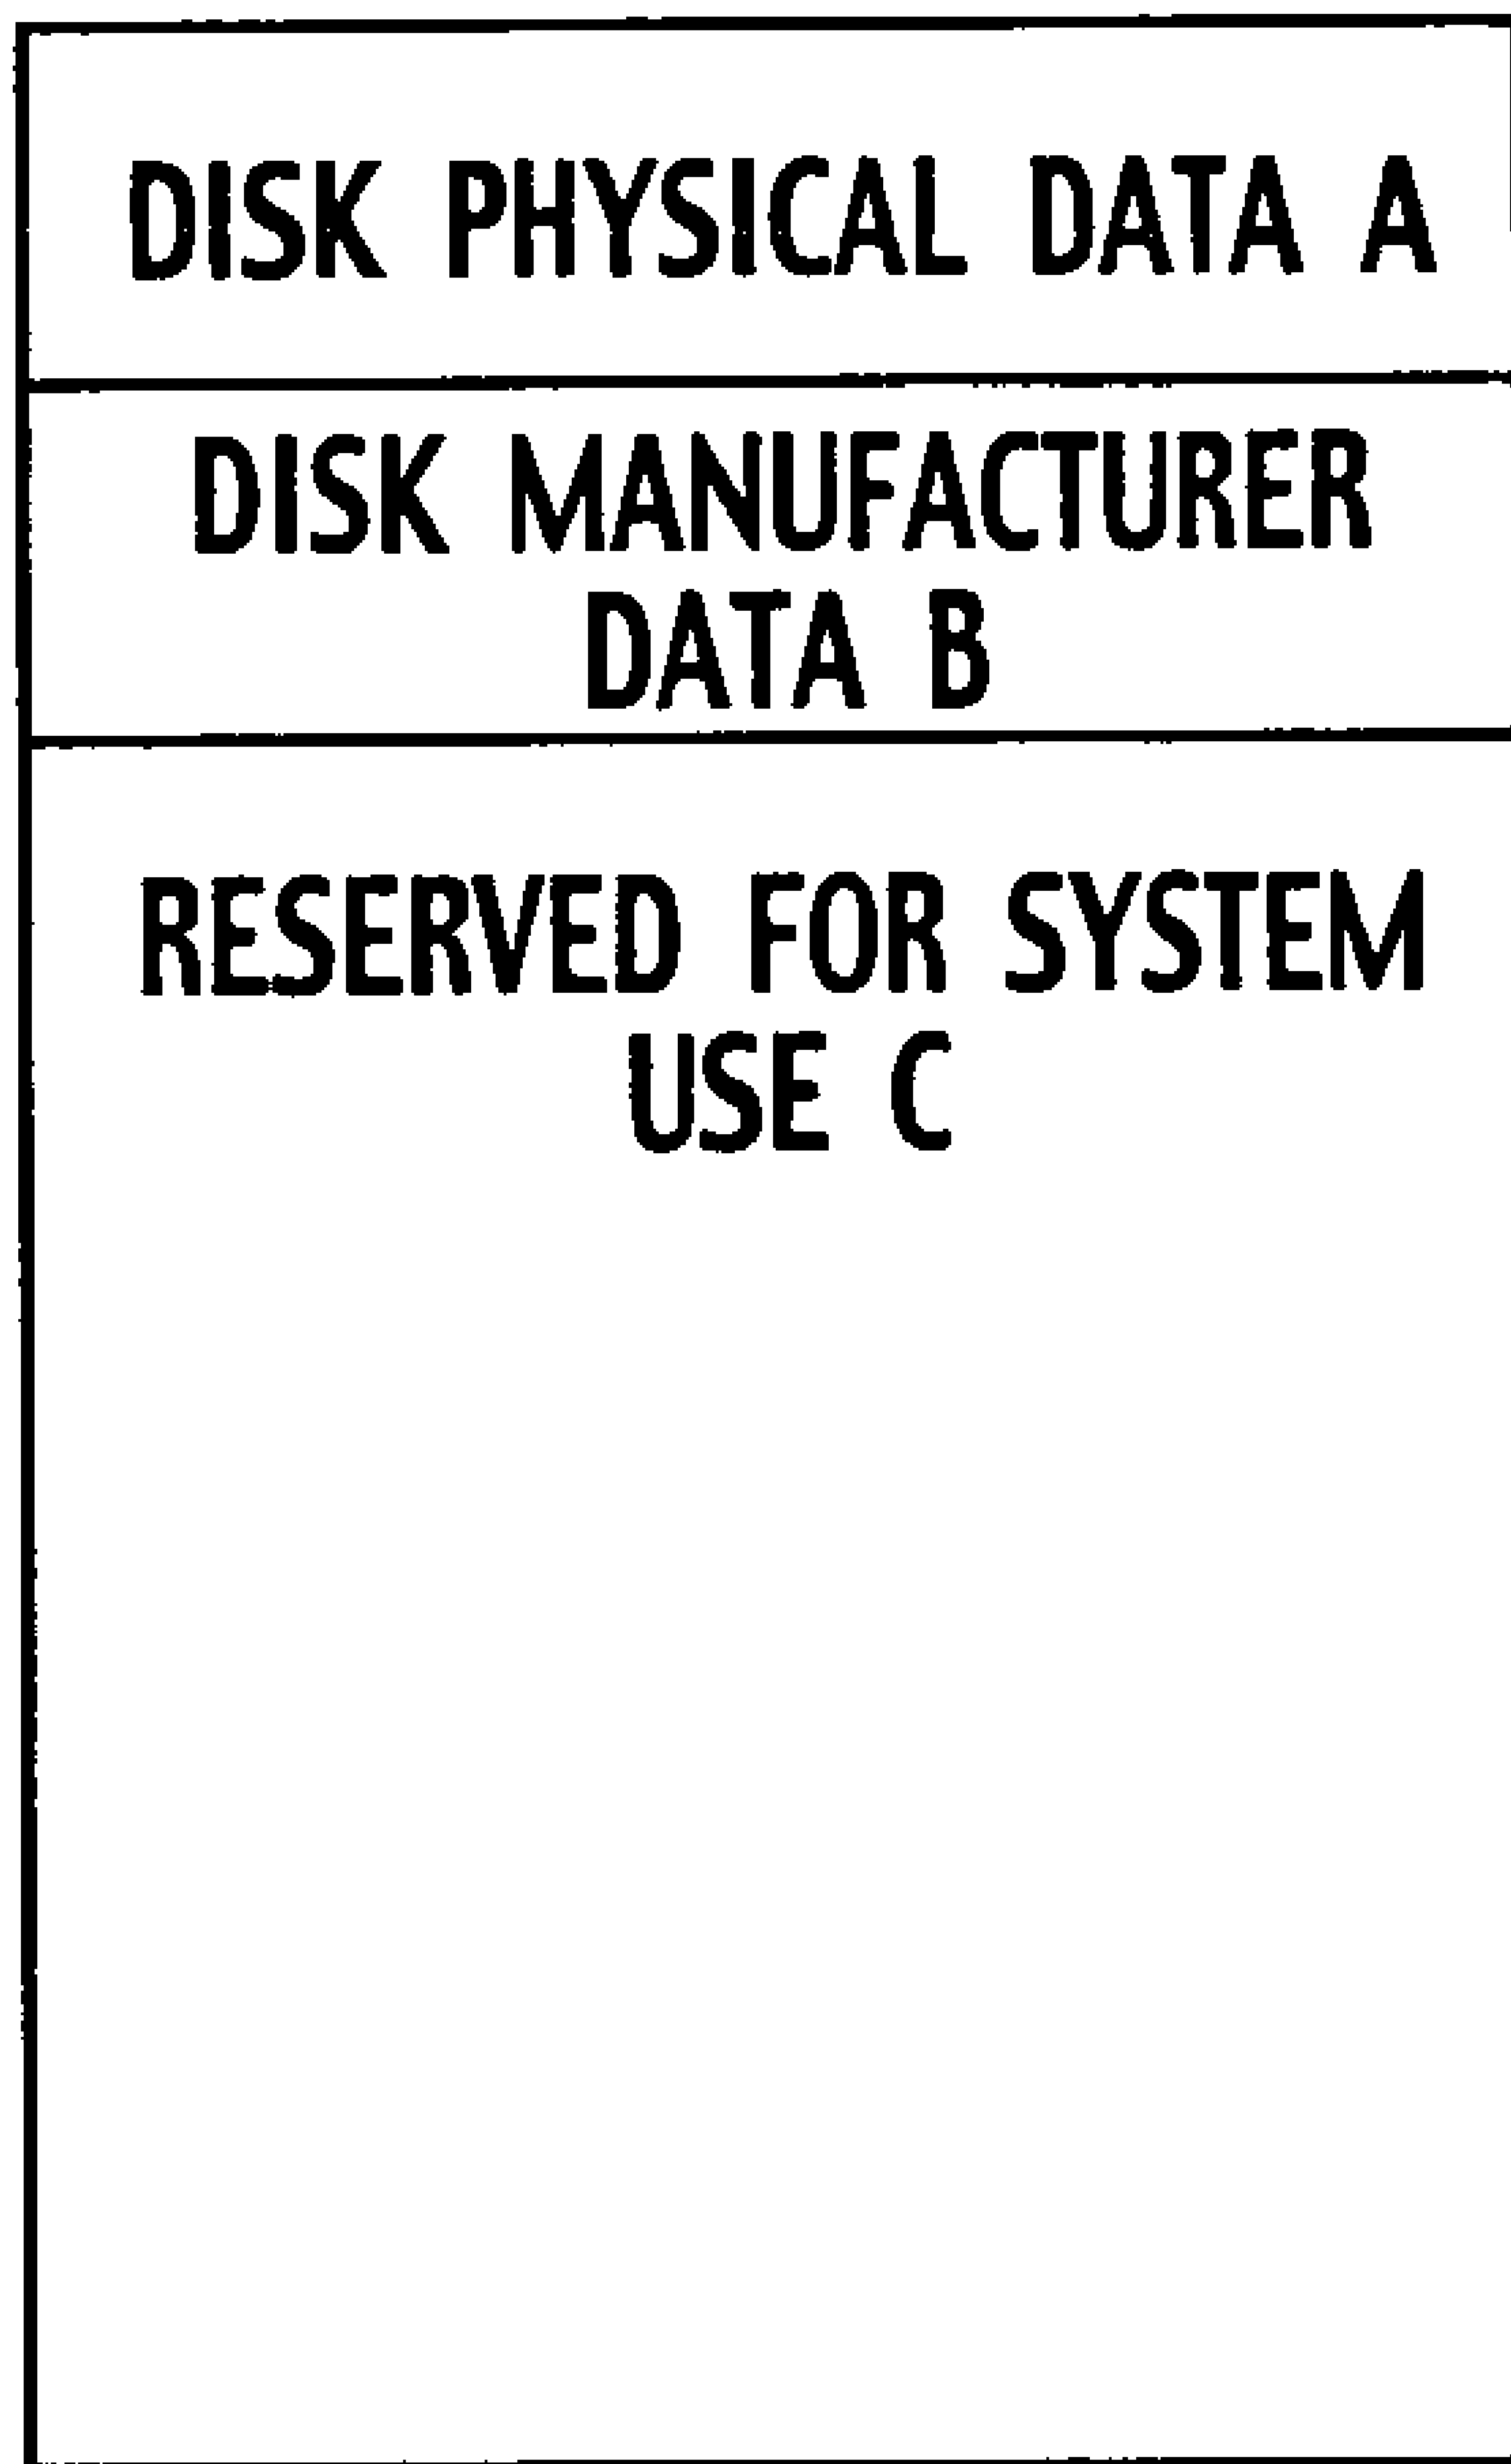 DISK PHYSICAL DATA A
DISK MANUFACTURER
DATA B
RESERVED FOR SYSTEM
USE C